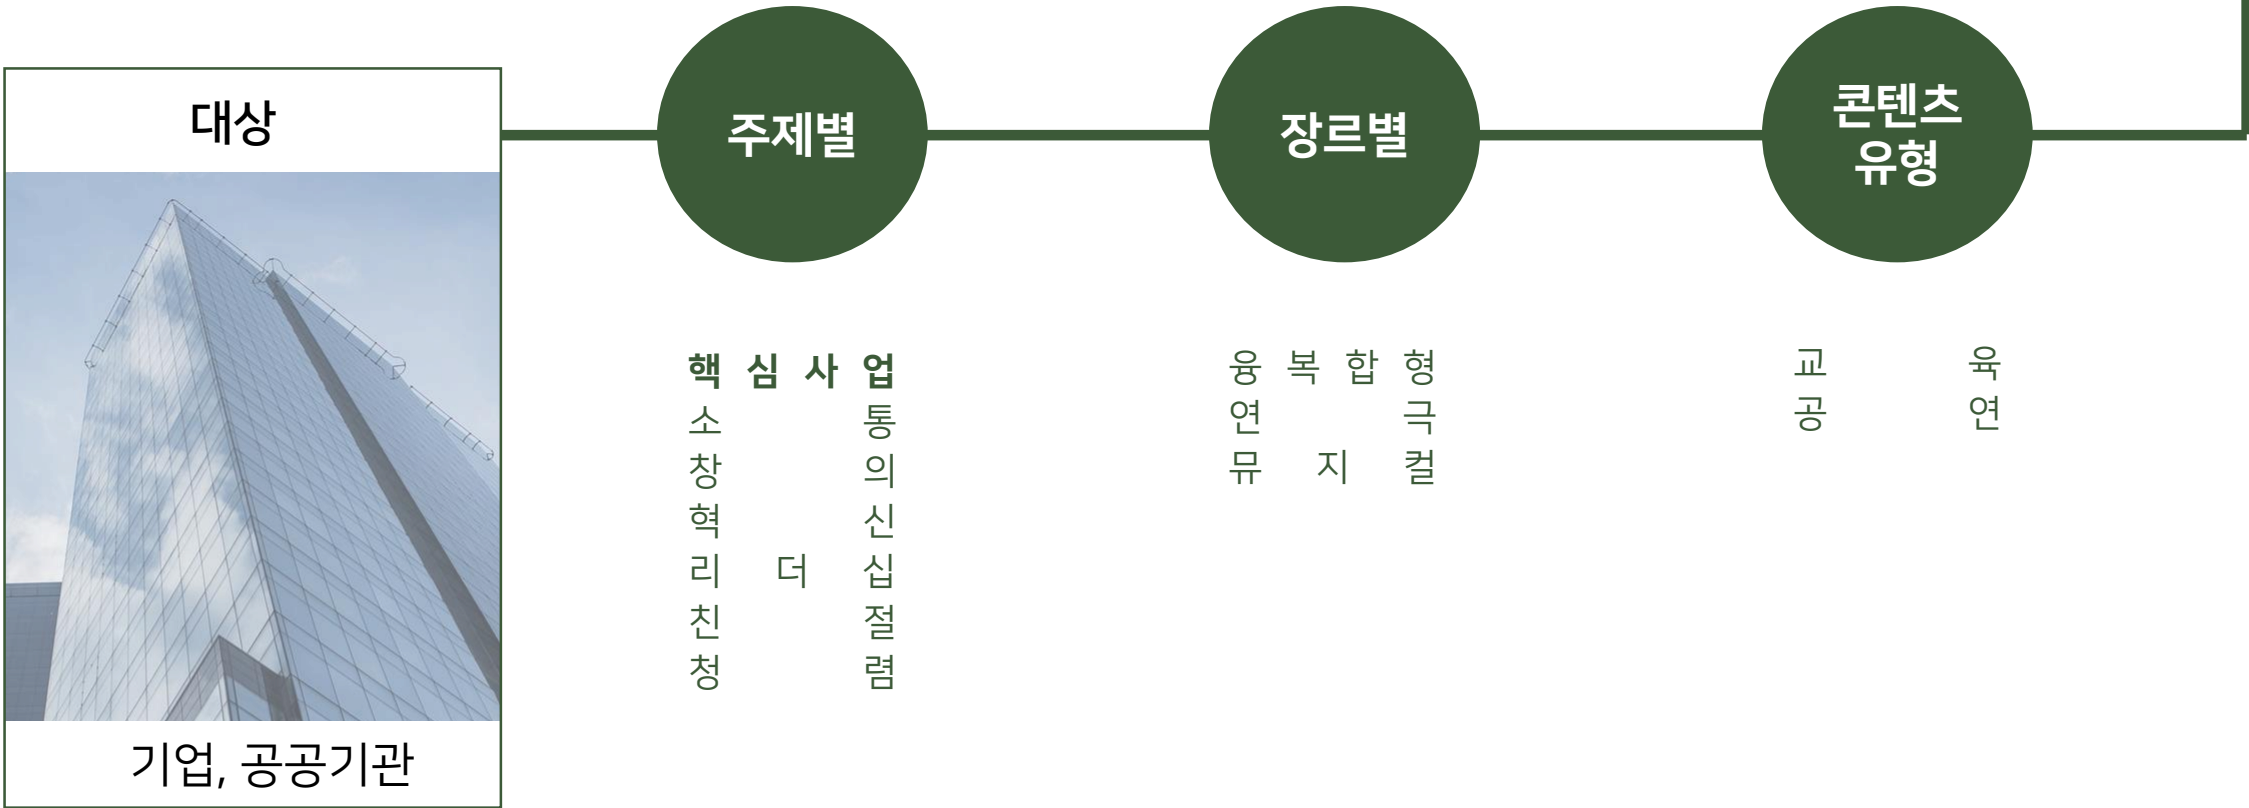 대상
기업, 공공기관
주제별
핵심사업
소통
창의
혁신
리더십
친절
청렴
장르별
융복합형
연극
뮤지컬
콘텐츠
유형
교육
공연